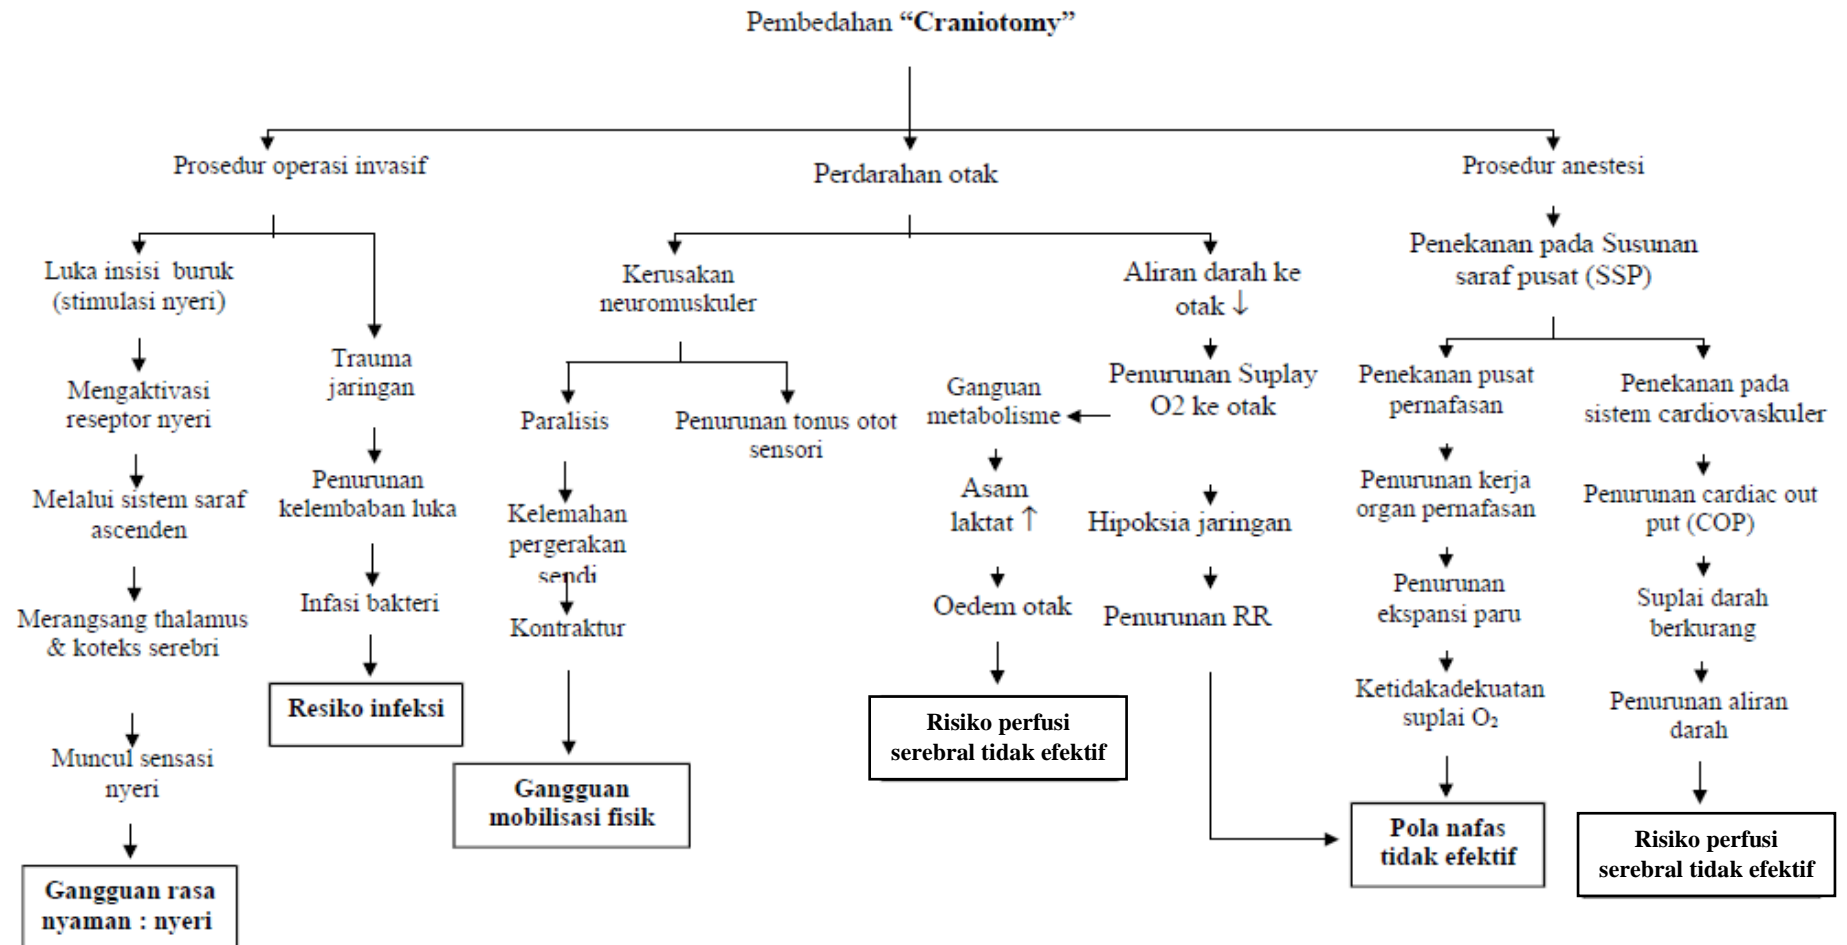 Pembedahan “Craniotomy”
Prosedur operasi invasif
Perdarahan otak
Prosedur anestesi
Luka insisi buruk
(stimulasi nyeri)
Mengaktivasi
reseptor nyeri
Melalui sistem saraf
ascenden
Merangsang thalamus
& koteks serebri
Muncul sensasi
nyeri
Gangguan rasa
nyaman : nyeri
Trauma
jaringan
Penurunan
kelembaban luka
Infasi bakteri
Resiko infeksi
Kerusakan
neuromuskuler
Paralisis
Kelemahan
pergerakan
sendi
Kontraktur
Gangguan
mobilisasi fisik
Penurunan tonus otot
sensori
Aliran darah ke
otak ↓
Penurunan Suplay
O2 ke otak
Ganguan
metabolisme
Asam
laktat ↑
Oedem otak
Risiko perfusi
serebral tidak efektif
Hipoksia jaringan
Penurunan RR
Penekanan pada Susunan
saraf pusat (SSP)
Penekanan pusat
pernafasan
Penurunan kerja
organ pernafasan
Penurunan
ekspansi paru
Ketidakadekuatan
suplai O₂
Pola nafas
tidak efektif
Penekanan pada
sistem cardiovaskuler
Penurunan cardiac out
put (COP)
Suplai darah
berkurang
Penurunan aliran
darah
Risiko perfusi
serebral tidak efektif